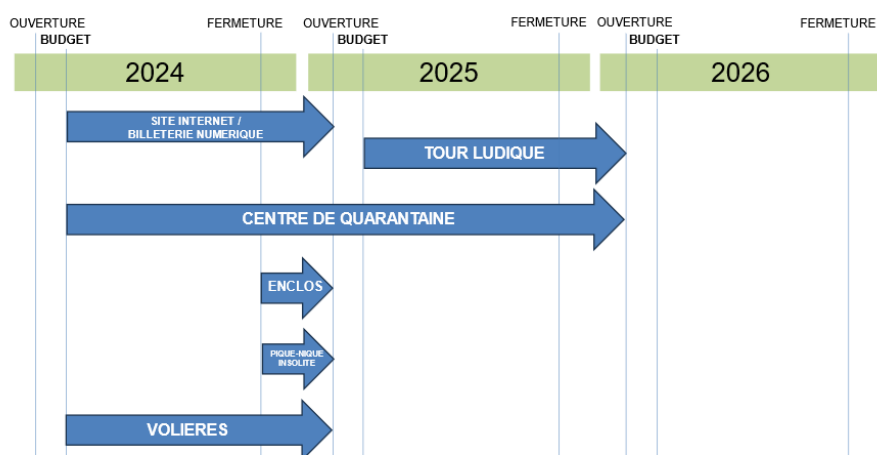 OUVERTURE FERMETURE OUVERTURE FERMETURE OUVERTURE FERMETURE
BUDGET BUDGET BUDGET
2024 2025 2026
SITE INTERNET /
BILLETERIE NUMERIQUE
TOUR LUDIQUE
CENTRE DE QUARANTAINE
ENCLOS
PIQUE-NIQUE
INSOLITE
VOLIERES